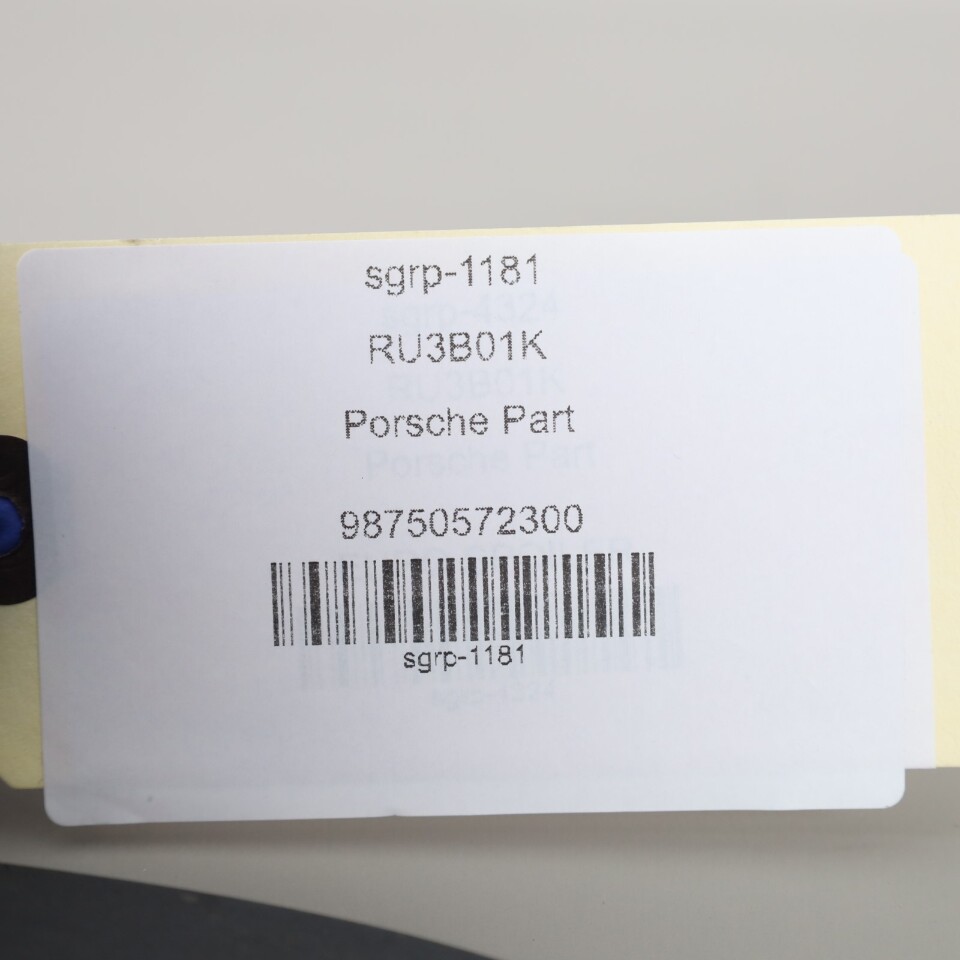 sgrp-1181
RU3B01K
Porsche Part
98750572300
sgrp-1181